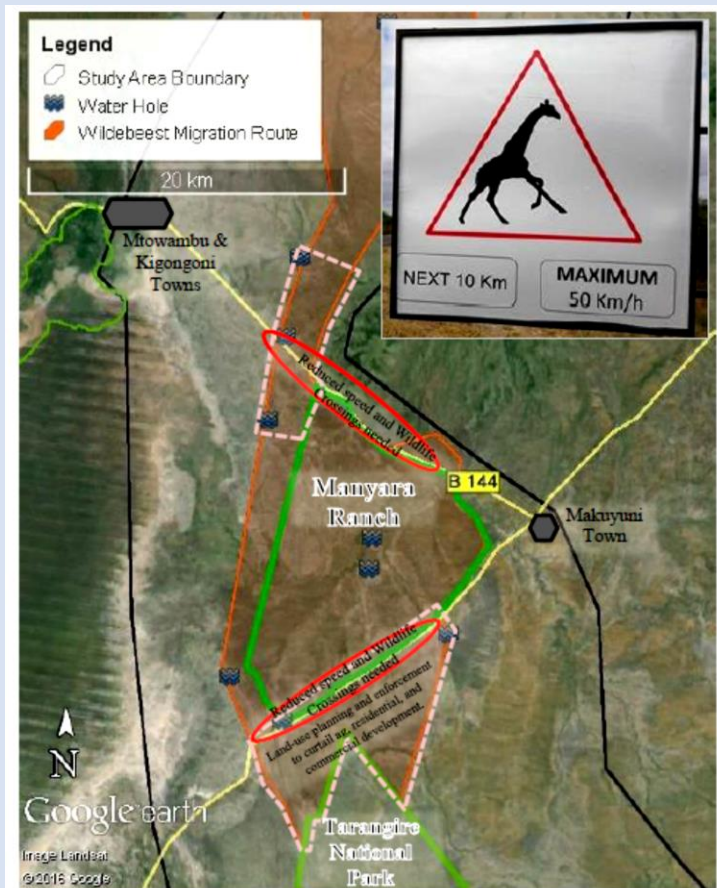 Legend
Study Area Boundary
Water Hole
Wildebeest Migration Route
20 km
NEXT 10 Km
MAXIMUM
50 Km/h
Mtowambu &
Kigongoni
Towns
Reduced speed and Wildlife
Crossings needed
B 144
Manyara
Ranch
Makuyuni
Town
Reduced speed and Wildlife
Crossings needed
Land-use planning and enforcement
to curtail ag, residential, and
commercial development.
N
Google earth
Tarangire
National
Park
Image Landsat
© 2016 Google